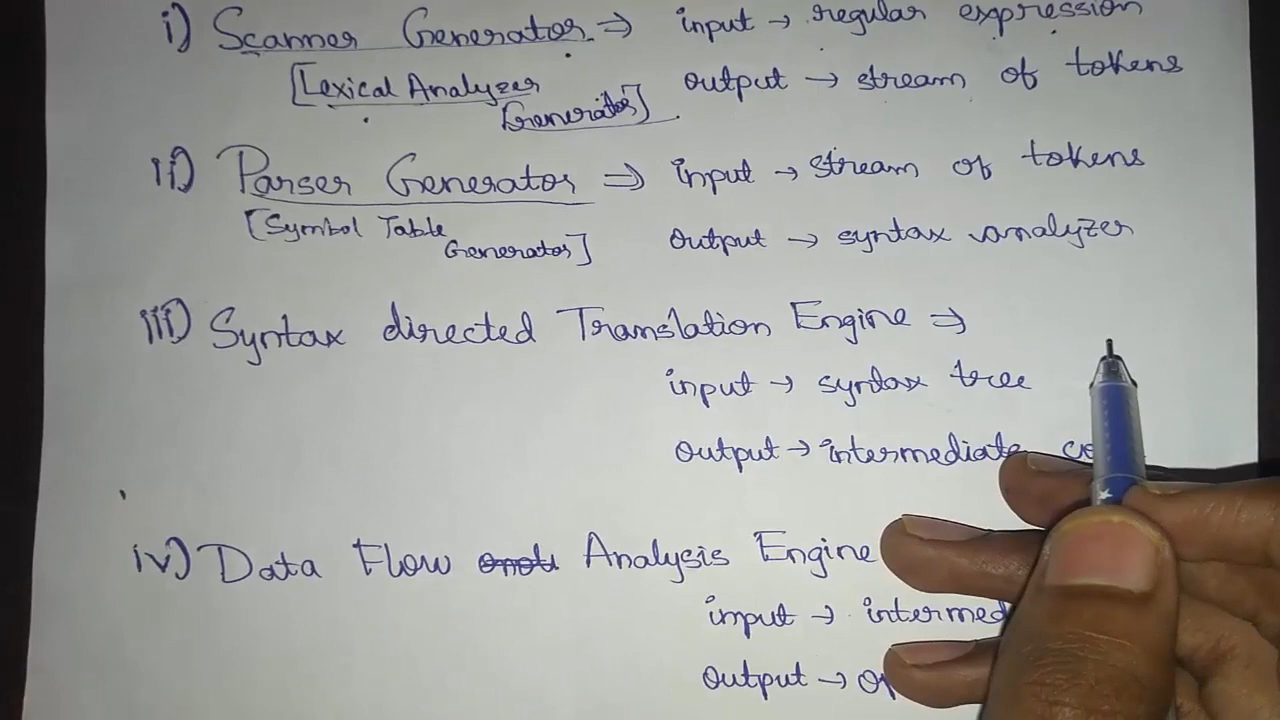 i) Scanner Generator ⇒ input → regular expression
[Lexical Analyzer Generator] output → stream of tokens
ii) Parser Generator ⇒ input → stream of tokens
[Symbol Table Generator] output → syntax analyzer
iii) Syntax directed Translation Engine ⇒
input → syntax tree
output → intermediate
iv) Data Flow Analysis Engine
input →
output →